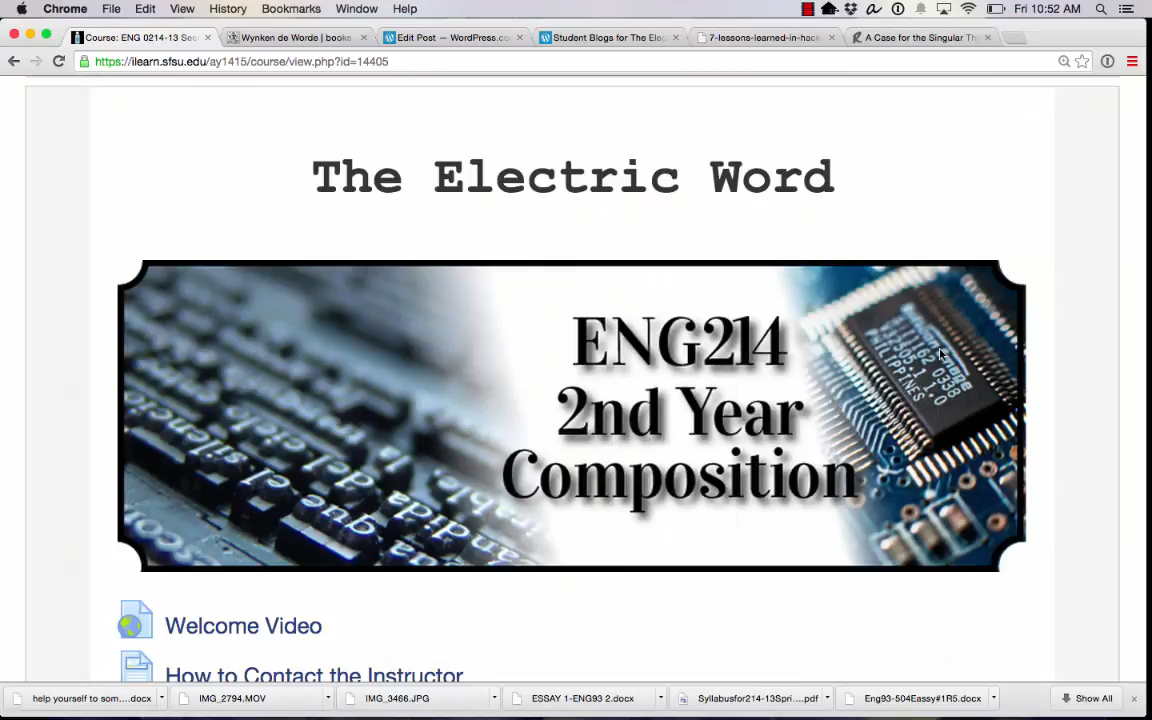 Chrome File Edit View History Bookmarks Window Help Fri 10:52 AM
Course: ENG 0214-13 Sec
Wynken de Worde | books
Edit Post — WordPress.co
Student Blogs for The Elec
7-lessons-learned-in-hack
A Case for the Singular Th
https://ilearn.sfsu.edu/ay1415/course/view.php?id=14405
The Electric Word
ENG214
2nd Year
Composition
PHILIPPINES
Welcome Video
How to Contact the Instructor
help yourself to som....docx
IMG_2794.MOV
IMG_3466.JPG
ESSAY 1-ENG93 2.docx
Syllabusfor214-13Spri....pdf
Eng93-504Eassy#1R5.docx
Show All